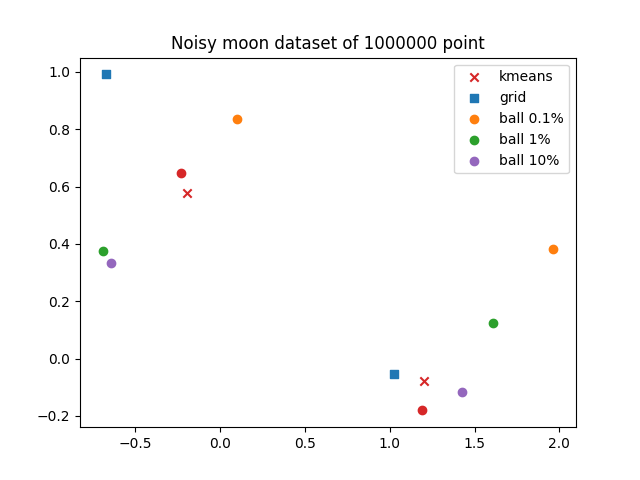 Noisy moon dataset of 1000000 point
kmeans
grid
ball 0.1%
ball 1%
ball 10%
1.0
0.8
0.6
0.4
0.2
0.0
−0.2
−0.5
0.0
0.5
1.0
1.5
2.0